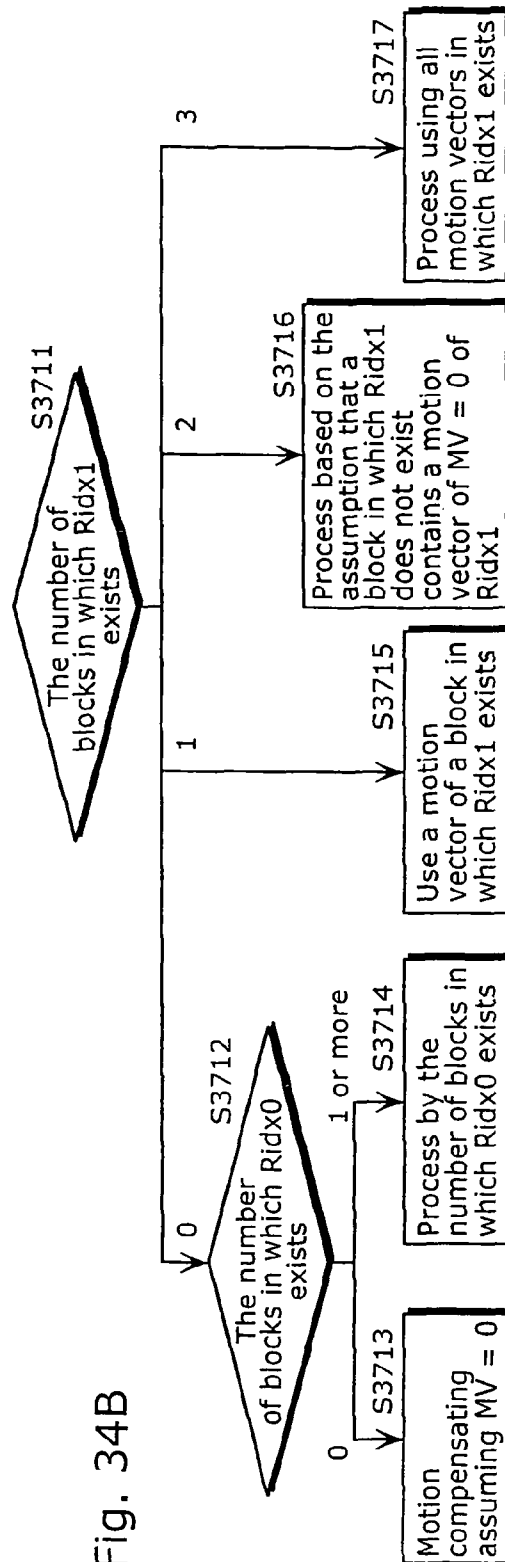 Fig. 34B
S3711
The number of
blocks in which Ridx1
exists
0
1
2
3
S3712
The number
of blocks in which Ridx0
exists
0
1 or more
S3713
Motion
compensating
assuming MV = 0
S3714
Process by the
number of blocks in
which Ridx0 exists
S3715
Use a motion
vector of a block in
which Ridx1 exists
S3716
Process based on the
assumption that a
block in which Ridx1
does not exist
contains a motion
vector of MV = 0 of
Ridx1
S3717
Process using all
motion vectors in
which Ridx1 exists